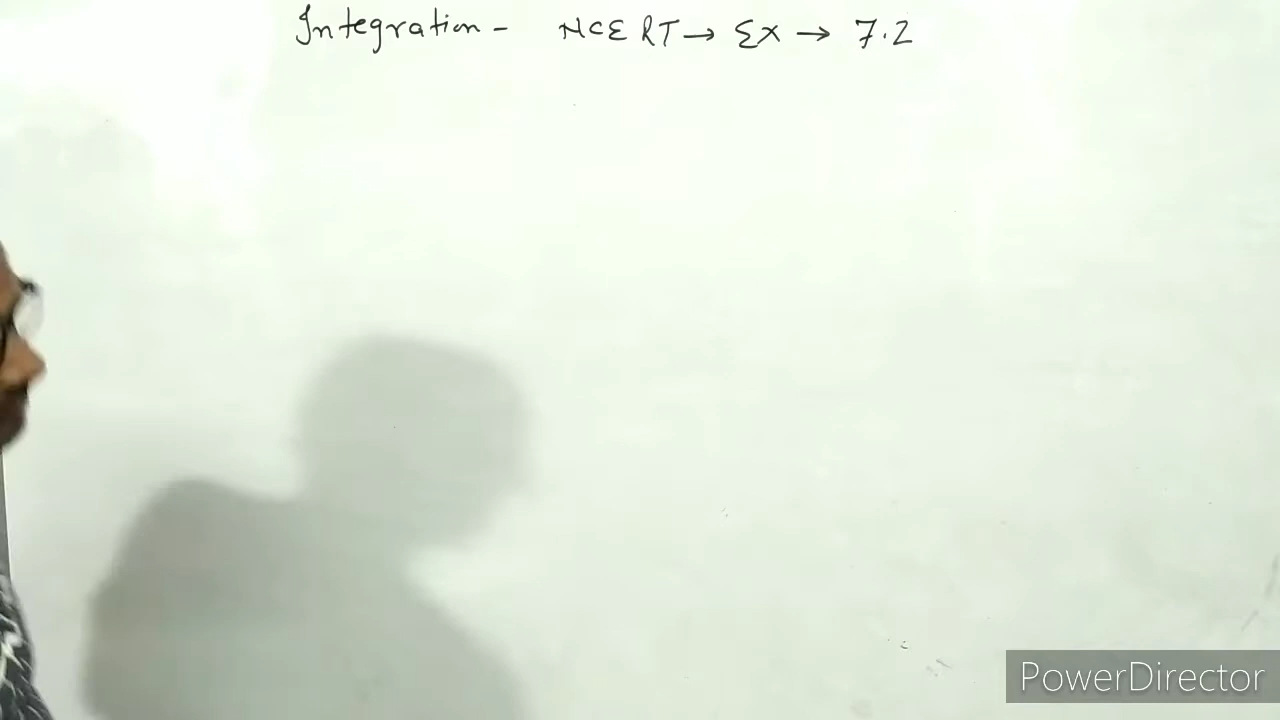 Integration - NCERT → Ex → 7.2
PowerDirector